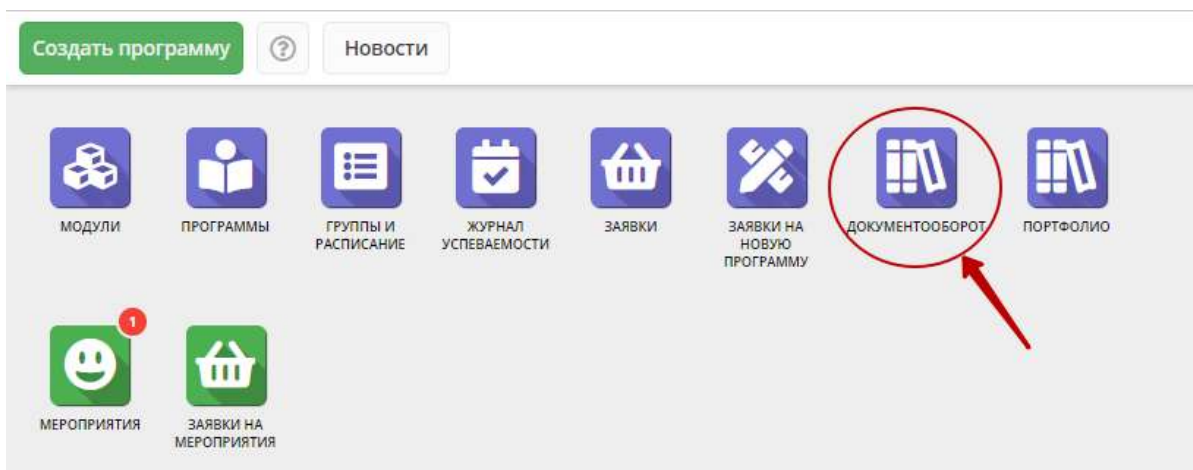 Создать программу
?
Новости
МОДУЛИ
ПРОГРАММЫ
ГРУППЫ И
РАСПИСАНИЕ
ЖУРНАЛ
УСПЕВАЕМОСТИ
ЗАЯВКИ
ЗАЯВКИ НА
НОВУЮ
ПРОГРАММУ
ДОКУМЕНТООБОРОТ
ПОРТФОЛИО
1
МЕРОПРИЯТИЯ
ЗАЯВКИ НА
МЕРОПРИЯТИЯ